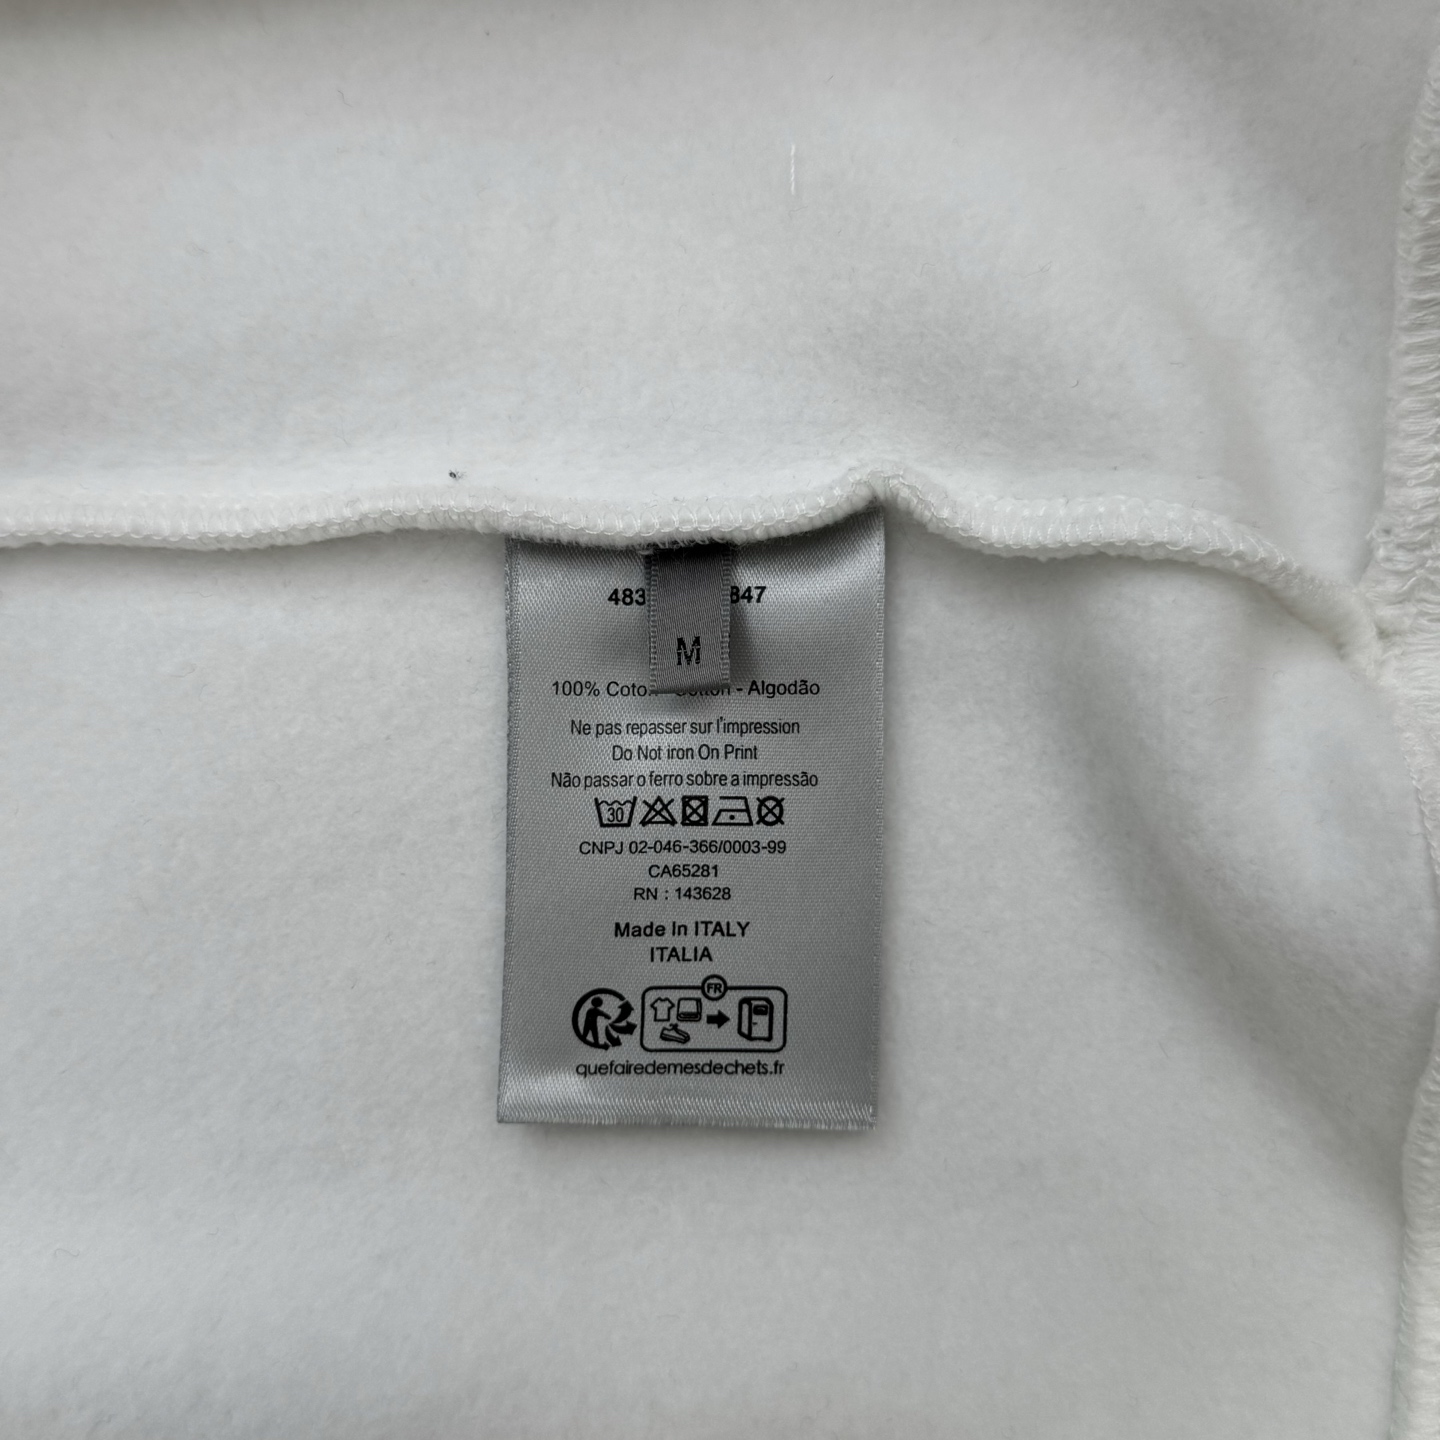 483 847
M
100% Coto - Algodão
Ne pas repasser sur l'impression
Do Not iron On Print
Não passar o ferro sobre a impressão
30
CNPJ 02-046-366/0003-99
CA65281
RN : 143628
Made In ITALY
ITALIA
FR
quefairedemesdechets.fr